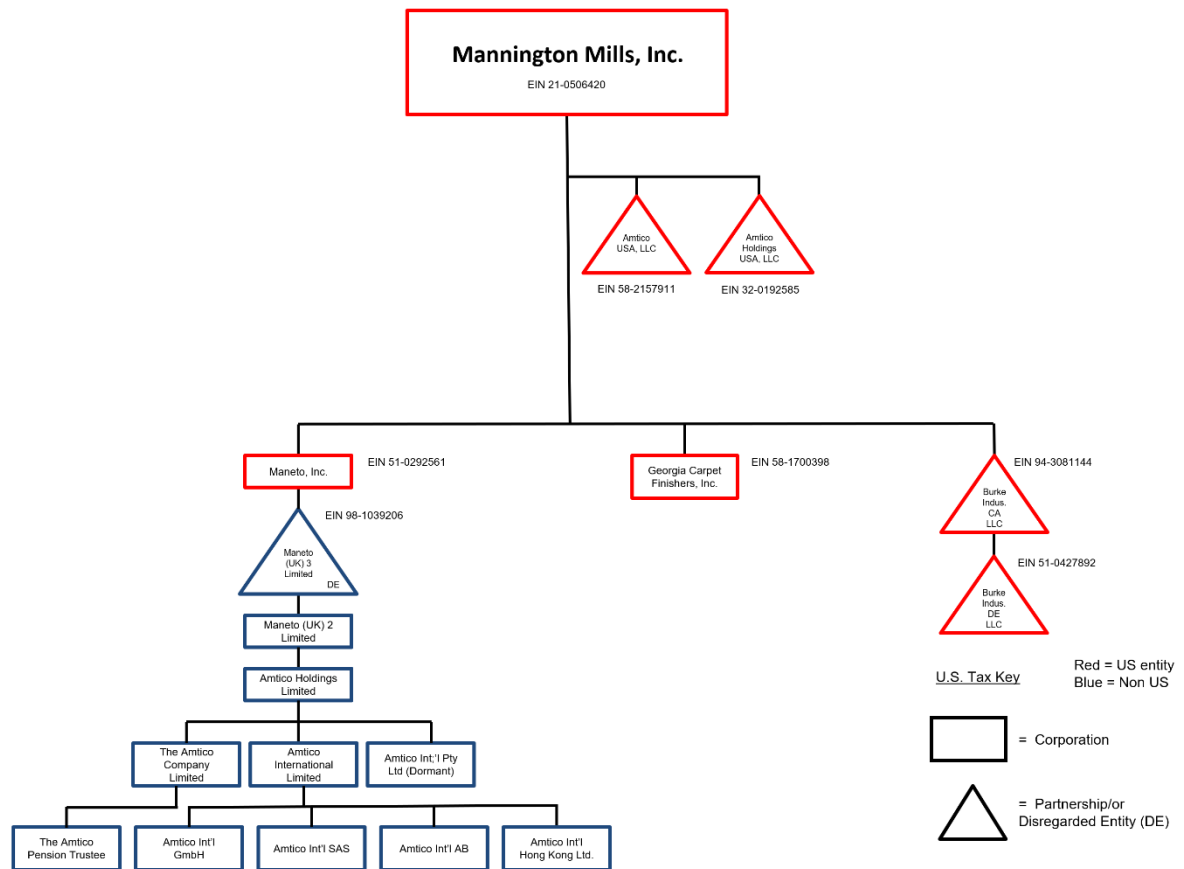 Mannington Mills, Inc.
EIN 21-0506420
Amtico
USA, LLC
Amtico
Holdings
USA, LLC
EIN 58-2157911
EIN 32-0192585
Maneto, Inc.
EIN 51-0292561
Georgia Carpet
Finishers, Inc.
EIN 58-1700398
EIN 94-3081144
Burke
Indus.
CA
LLC
EIN 98-1039206
Maneto
(UK) 3
Limited
DE
EIN 51-0427892
Burke
Indus.
DE
LLC
Maneto (UK) 2
Limited
Amtico Holdings
Limited
The Amtico
Company
Limited
Amtico
International
Limited
Amtico Int;'l Pty
Ltd (Dormant)
The Amtico
Pension Trustee
Amtico Int'l
GmbH
Amtico Int'l SAS
Amtico Int'l AB
Amtico Int'l
Hong Kong Ltd.
U.S. Tax Key
Red = US entity
Blue = Non US
= Corporation
= Partnership/or
Disregarded Entity (DE)